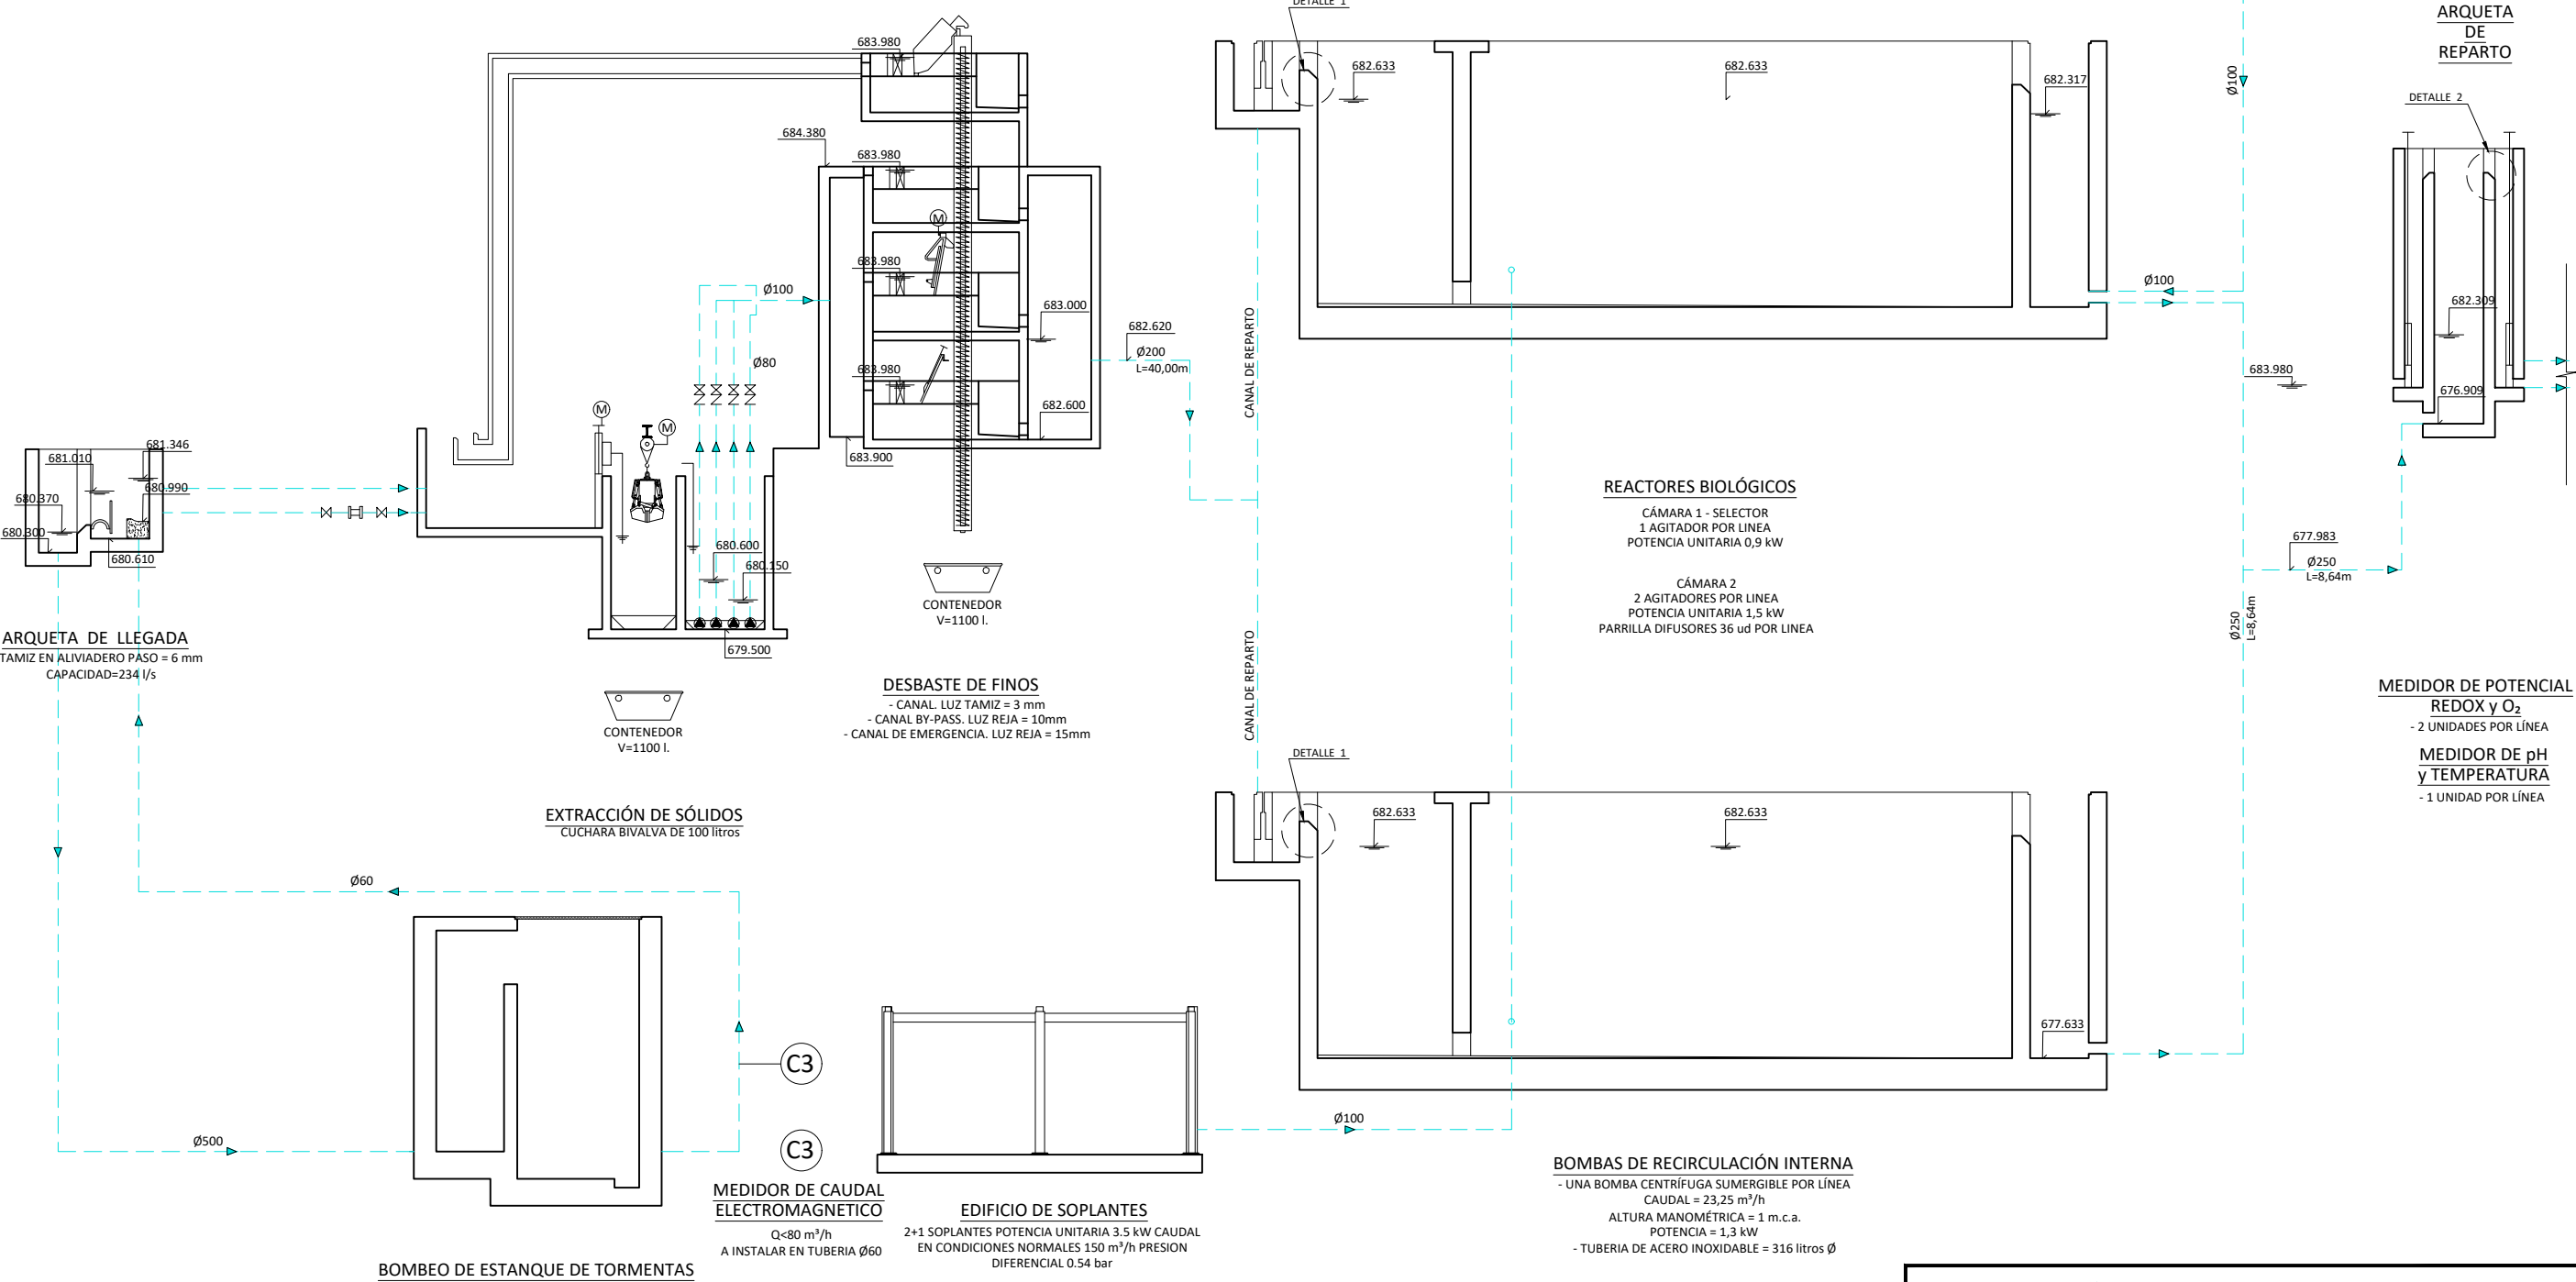 DETALLE 1
683.980
684.380
683.980
683.980
683.980
683.000
682.600
683.900
682.620
Ø200
L=40,00m
Ø100
Ø80
M
M
M
681.346
681.010
680.990
680.370
680.300
680.610
680.600
680.150
679.500
ARQUETA DE LLEGADA
TAMIZ EN ALIVIADERO PASO = 6 mm
CAPACIDAD=234 l/s
CONTENEDOR
V=1100 l.
CONTENEDOR
V=1100 l.
DESBASTE DE FINOS
- CANAL. LUZ TAMIZ = 3 mm
- CANAL BY-PASS. LUZ REJA = 10mm
- CANAL DE EMERGENCIA. LUZ REJA = 15mm
EXTRACCIÓN DE SÓLIDOS
CUCHARA BIVALVA DE 100 litros
Ø60
Ø500
C3
C3
MEDIDOR DE CAUDAL
ELECTROMAGNETICO
Q<80 m³/h
A INSTALAR EN TUBERIA Ø60
BOMBEO DE ESTANQUE DE TORMENTAS
EDIFICIO DE SOPLANTES
2+1 SOPLANTES POTENCIA UNITARIA 3.5 kW CAUDAL
EN CONDICIONES NORMALES 150 m³/h PRESION
DIFERENCIAL 0.54 bar
Ø100
CANAL DE REPARTO
CANAL DE REPARTO
682.633
682.633
682.317
REACTORES BIOLÓGICOS
CÁMARA 1 - SELECTOR
1 AGITADOR POR LINEA
POTENCIA UNITARIA 0,9 kW
CÁMARA 2
2 AGITADORES POR LINEA
POTENCIA UNITARIA 1,5 kW
PARRILLA DIFUSORES 36 ud POR LINEA
DETALLE 1
682.633
682.633
677.633
BOMBAS DE RECIRCULACIÓN INTERNA
- UNA BOMBA CENTRÍFUGA SUMERGIBLE POR LÍNEA
CAUDAL = 23,25 m³/h
ALTURA MANOMÉTRICA = 1 m.c.a.
POTENCIA = 1,3 kW
- TUBERIA DE ACERO INOXIDABLE = 316 litros Ø
Ø100
Ø100
683.980
677.983
Ø250
L=8,64m
Ø250
L=8,64m
ARQUETA
DE
REPARTO
DETALLE 2
682.309
676.909
MEDIDOR DE POTENCIAL
REDOX y O₂
- 2 UNIDADES POR LÍNEA
MEDIDOR DE pH
y TEMPERATURA
- 1 UNIDAD POR LÍNEA